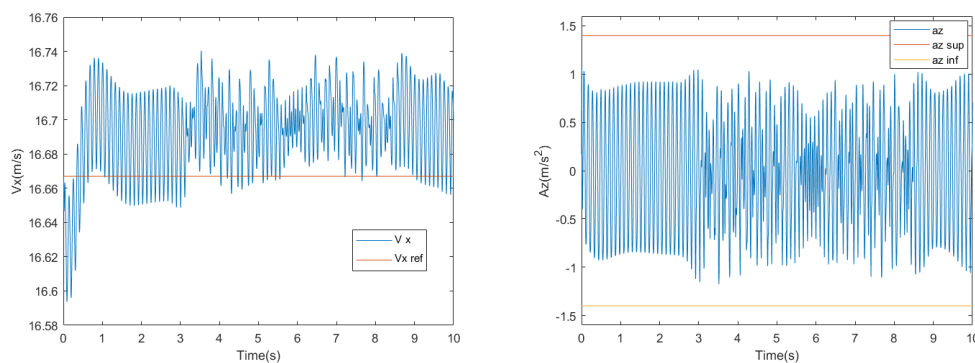 16.76
16.74
16.72
16.7
16.68
16.66
16.64
16.62
16.6
16.58
Vx(m/s)
0 1 2 3 4 5 6 7 8 9 10
Time(s)
V x
Vx ref
1.5
1
0.5
0
-0.5
-1
-1.5
Az(m/s²)
0 1 2 3 4 5 6 7 8 9 10
Time(s)
az
az sup
az inf